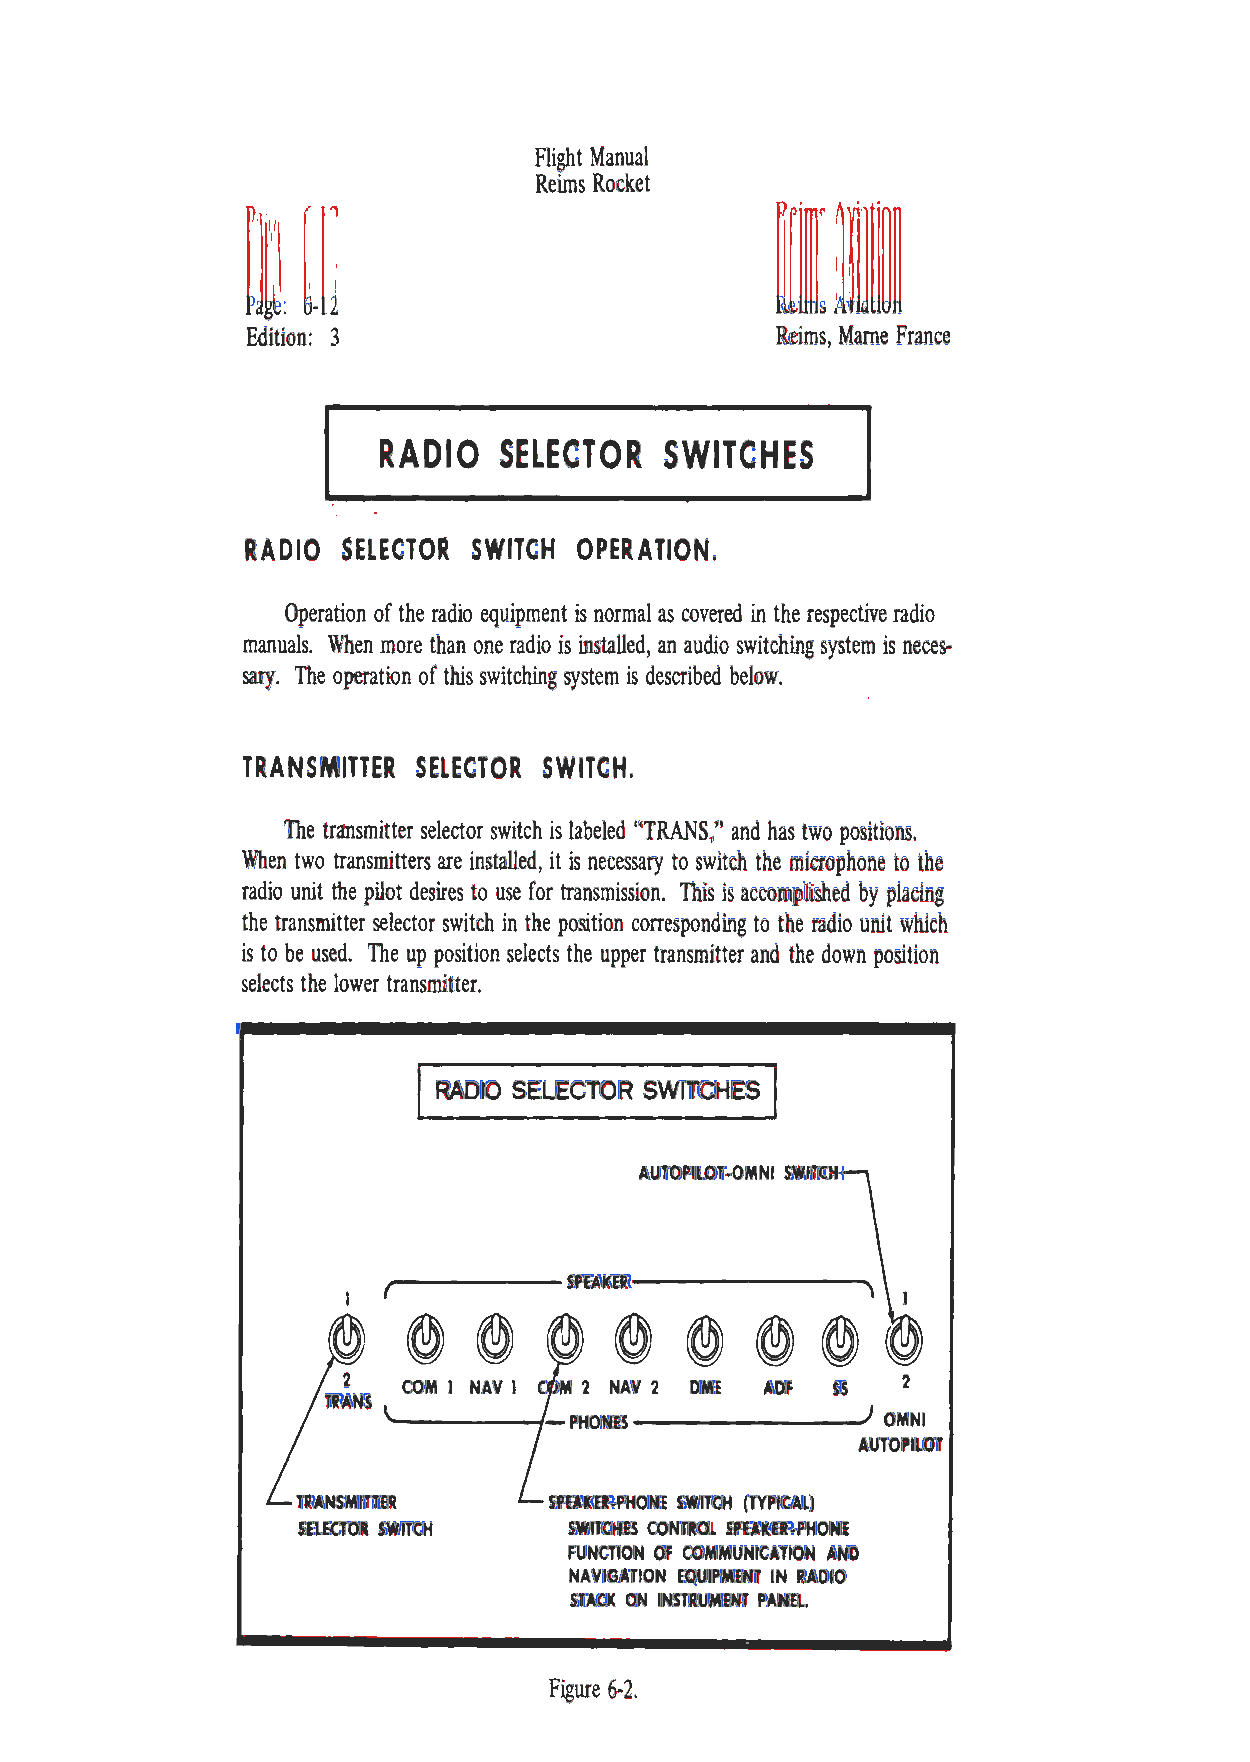 Flight Manual
Reims Rocket
Page: 6-12
Reims Aviation
Edition: 3
Reims, Marne France
RADIO SELECTOR SWITCHES
RADIO SELECTOR SWITCH OPERATION.
Operation of the radio equipment is normal as covered in the respective radio
manuals. When more than one radio is installed, an audio switching system is neces-
sary. The operation of this switching system is described below.
TRANSMITTER SELECTOR SWITCH.
The transmitter selector switch is labeled “TRANS,” and has two positions.
When two transmitters are installed, it is necessary to switch the microphone to the
radio unit the pilot desires to use for transmission. This is accomplished by placing
the transmitter selector switch in the position corresponding to the radio unit which
is to be used. The up position selects the upper transmitter and the down position
selects the lower transmitter.
RADIO SELECTOR SWITCHES
AUTOPILOT-OMNI SWITCH
SPEAKER
1
1
2
COM 1 NAV 1 COM 2 NAV 2 DME ADF SS
2
TRANS
PHONES
OMNI
AUTOPILOT
TRANSMITTER
SELECTOR SWITCH
SPEAKER-PHONE SWITCH (TYPICAL)
SWITCHES CONTROL SPEAKER-PHONE
FUNCTION OF COMMUNICATION AND
NAVIGATION EQUIPMENT IN RADIO
STACK ON INSTRUMENT PANEL.
Figure 6-2.